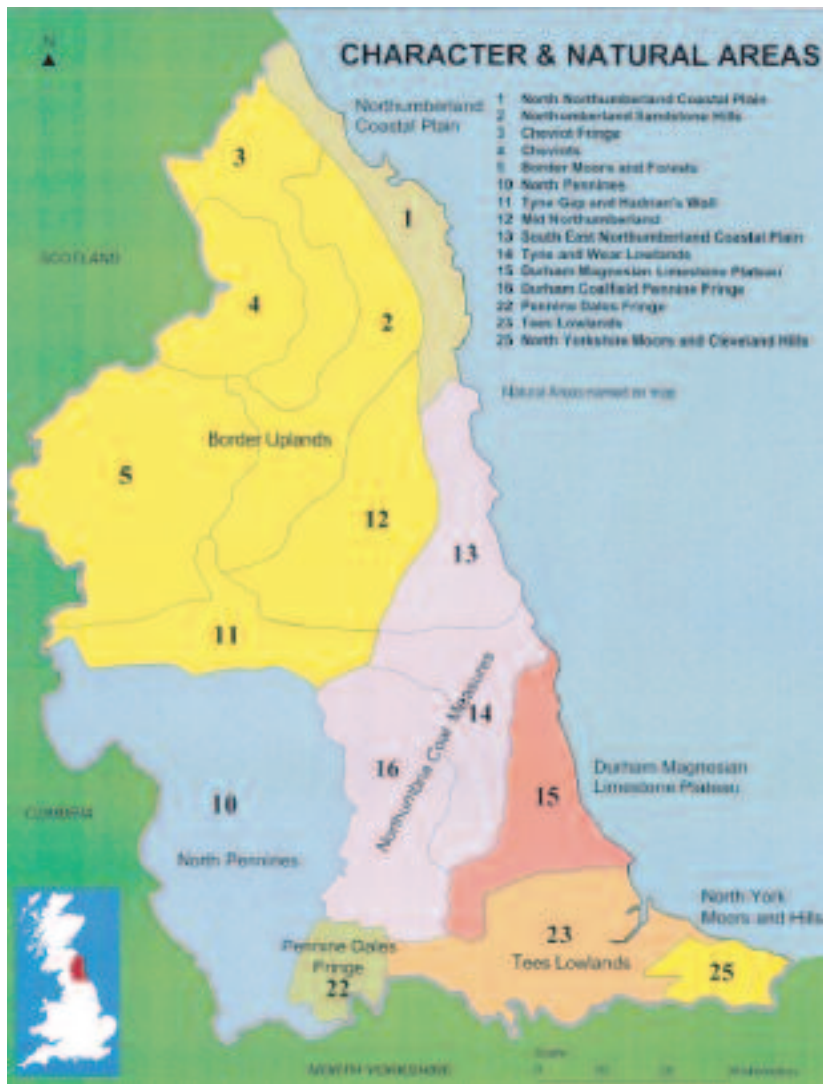 N
CHARACTER & NATURAL AREAS
1 North Northumberland Coastal Plain
2 Northumberland Sandstone Hills
3 Cheviot Fringe
4 Cheviots
5 Border Moors and Forests
10 North Pennines
11 Tyne Gap and Hadrian's Wall
12 Mid Northumberland
13 South East Northumberland Coastal Plain
14 Tyne and Wear Lowlands
15 Durham Magnesian Limestone Plateau
16 Durham Coalfield Pennine Fringe
22 Pennine Dales Fringe
23 Tees Lowlands
25 North Yorkshire Moors and Cleveland Hills
Natural Areas named on map
Northumberland
Coastal Plain
3
1
SCOTLAND
4
2
Border Uplands
5
12
13
11
Northumbria Coal Measures
14
16
15
Durham Magnesian
Limestone Plateau
10
CUMBRIA
North Pennines
North York
Moors and Hills
Pennine Dales
Fringe
22
23
Tees Lowlands
25
NORTH YORKSHIRE
Scale
0